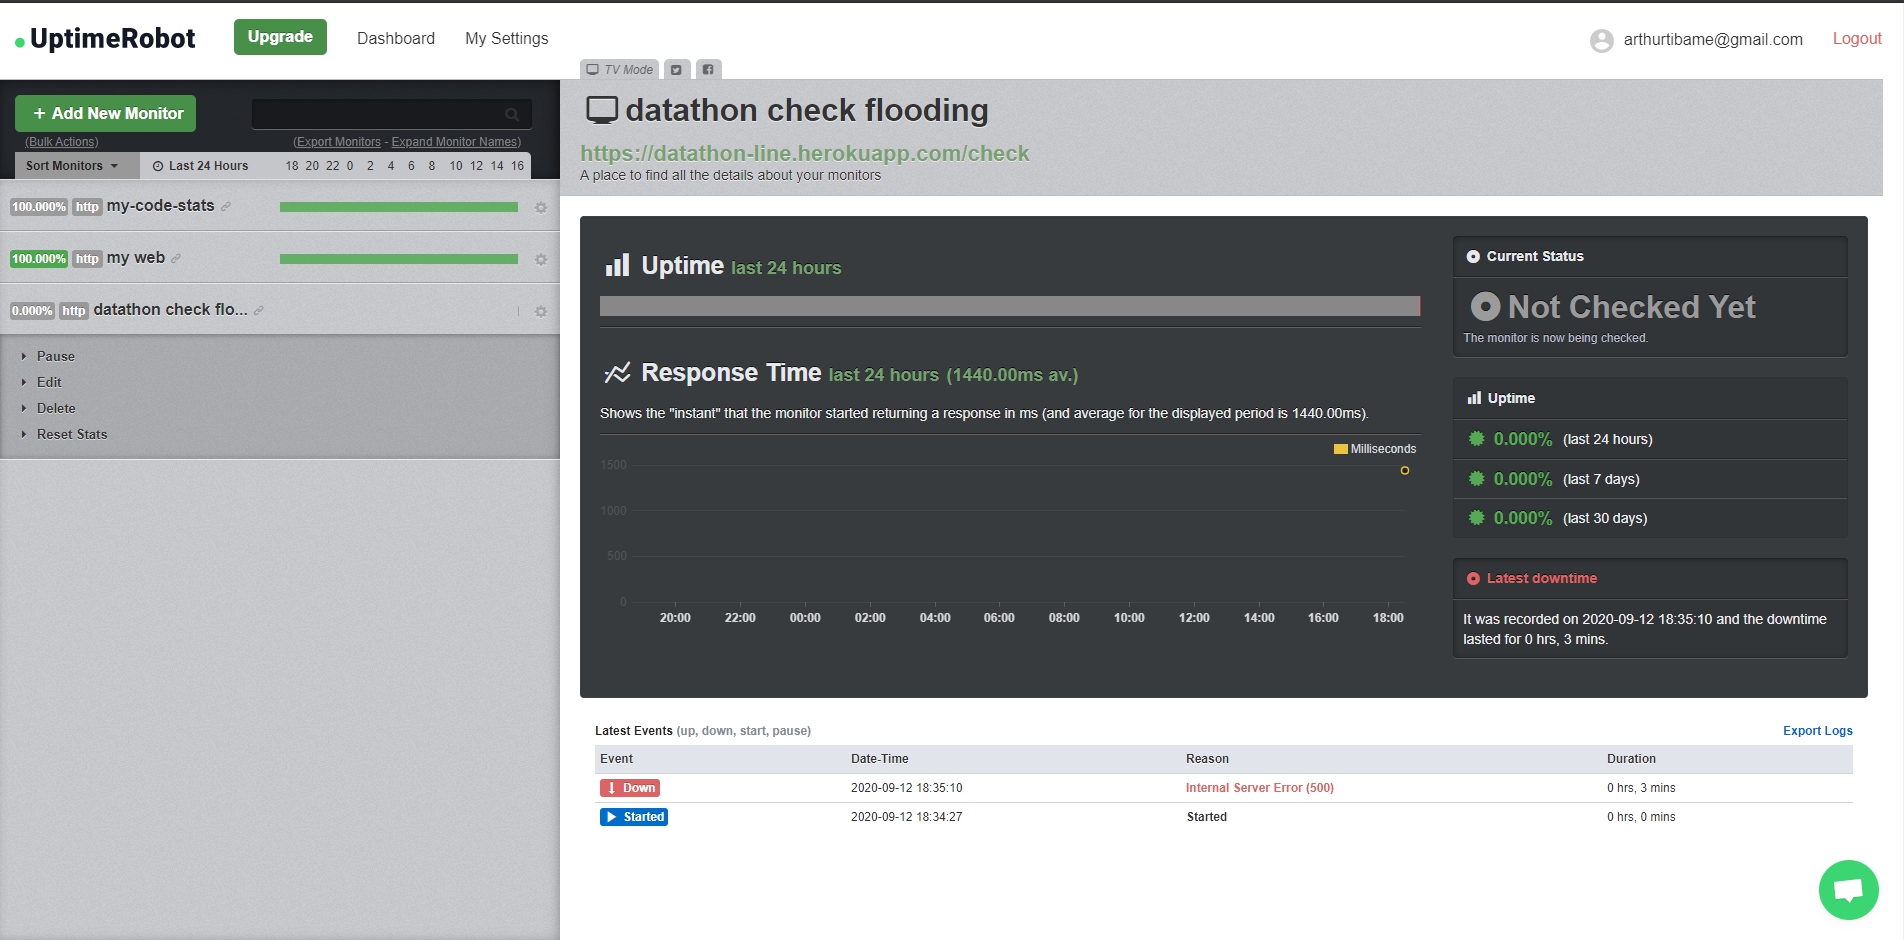 UptimeRobot
Upgrade
Dashboard
My Settings
arthurtibame@gmail.com
Logout
TV Mode
+ Add New Monitor
(Bulk Actions)
(Export Monitors - Expand Monitor Names)
Sort Monitors
Last 24 Hours
18 20 22 0 2 4 6 8 10 12 14 16
100.000% http my-code-stats
100.000% http my web
0.000% http datathon check flo...
Pause
Edit
Delete
Reset Stats
datathon check flooding
https://datathon-line.herokuapp.com/check
A place to find all the details about your monitors
Uptime last 24 hours
Response Time last 24 hours (1440.00ms av.)
Shows the "instant" that the monitor started returning a response in ms (and average for the displayed period is 1440.00ms).
Milliseconds
1500
1000
500
0
20:00 22:00 00:00 02:00 04:00 06:00 08:00 10:00 12:00 14:00 16:00 18:00
Current Status
Not Checked Yet
The monitor is now being checked.
Uptime
0.000% (last 24 hours)
0.000% (last 7 days)
0.000% (last 30 days)
Latest downtime
It was recorded on 2020-09-12 18:35:10 and the downtime
lasted for 0 hrs, 3 mins.
Latest Events (up, down, start, pause)
Export Logs
Event Date-Time Reason Duration
Down 2020-09-12 18:35:10 Internal Server Error (500) 0 hrs, 3 mins
Started 2020-09-12 18:34:27 Started 0 hrs, 0 mins